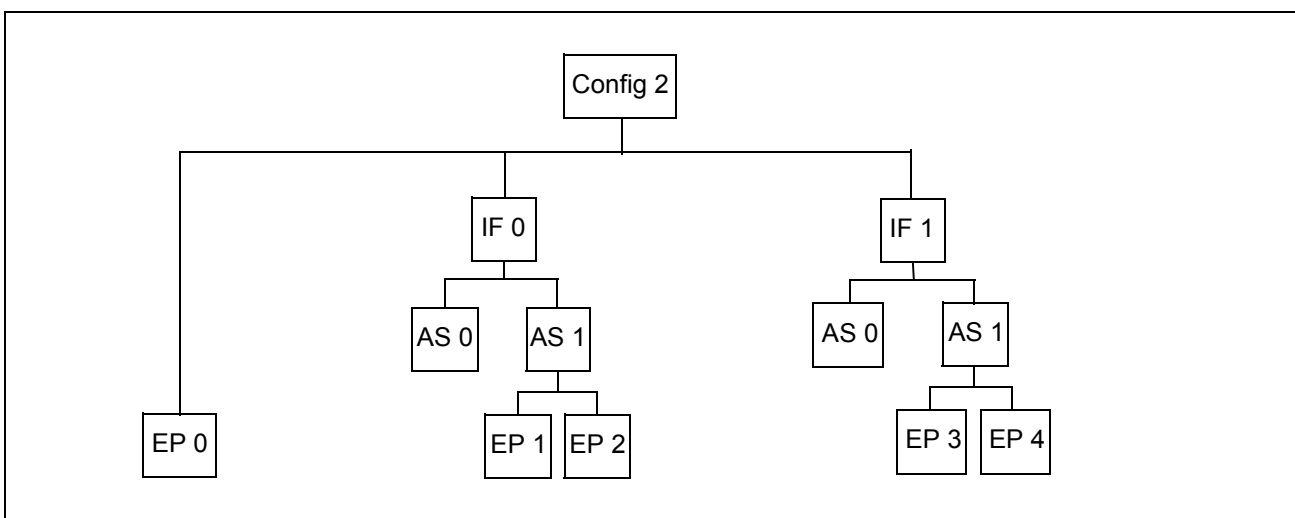 Config 2
IF 0
IF 1
AS 0
AS 1
AS 0
AS 1
EP 0
EP 1
EP 2
EP 3
EP 4